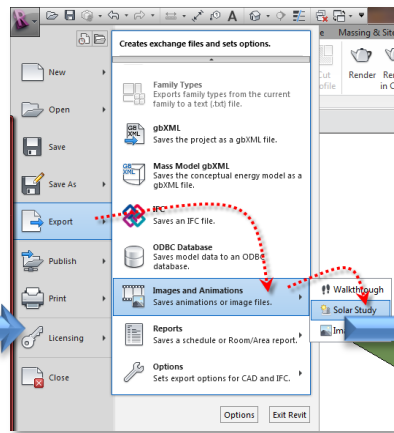 Creates exchange files and sets options.
e Massing & Site
New
Open
Save
Save As
Export
Publish
Print
Licensing
Close
Family Types
Exports family types from the current
family to a text (.txt) file.
gbXML
Saves the project as a gbXML file.
Mass Model gbXML
Saves the conceptual energy model as a
gbXML file.
IFC
Saves an IFC file.
ODBC Database
Saves model data to an ODBC
database.
Images and Animations
Saves animations or image files.
Reports
Saves a schedule or Room/Area report.
Options
Sets export options for CAD and IFC.
Walkthrough
Solar Study
Cut
Render
in C
Options
Exit Revit